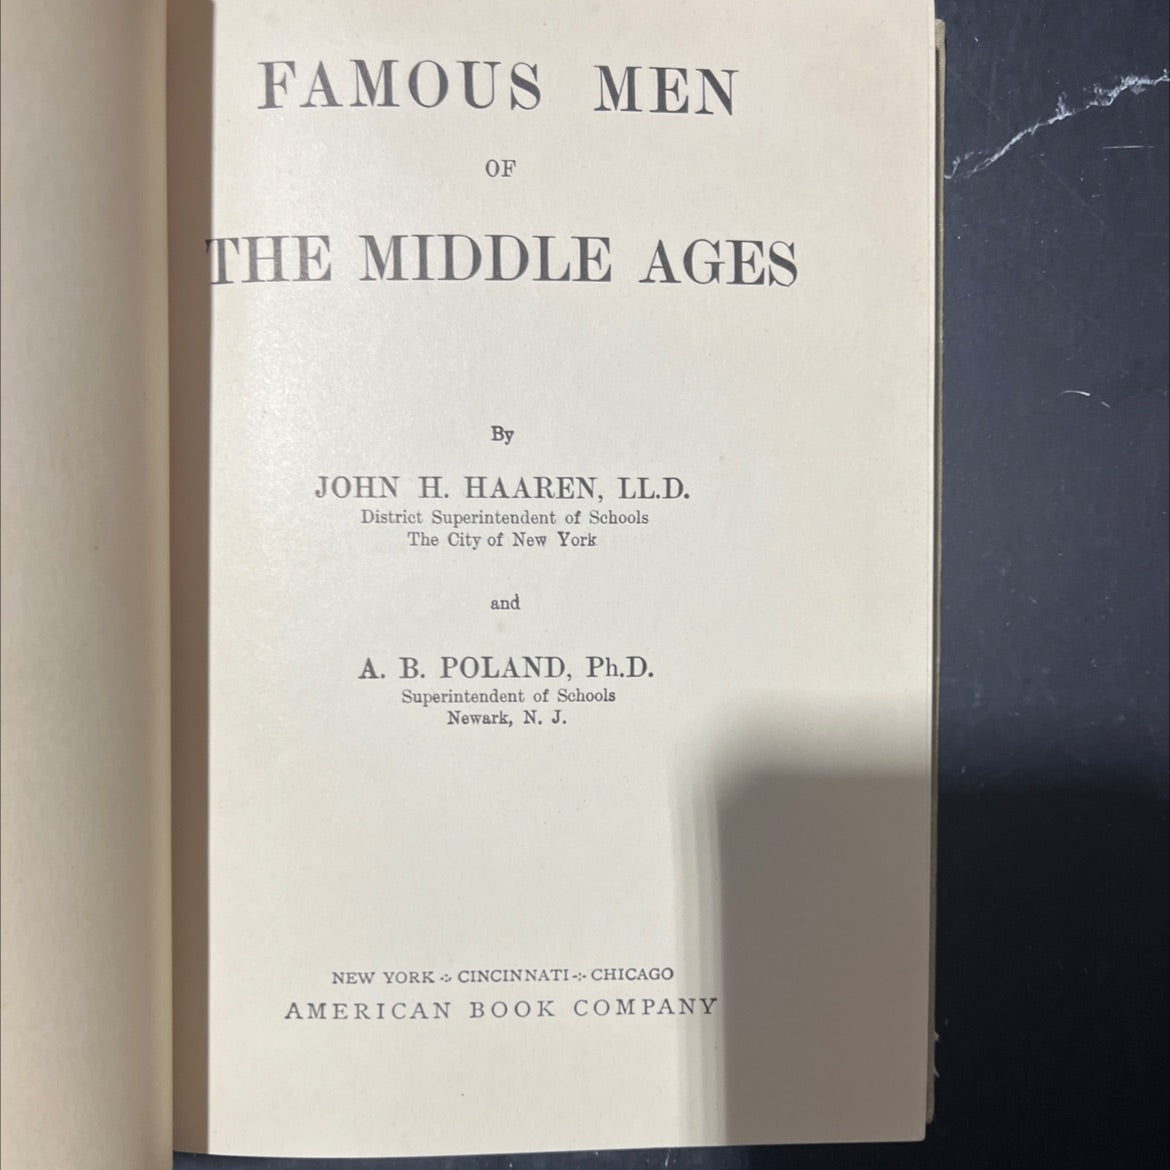 FAMOUS MEN
OF
THE MIDDLE AGES
By
JOHN H. HAAREN, LL.D.
District Superintendent of Schools
The City of New York
and
A. B. POLAND, Ph.D.
Superintendent of Schools
Newark, N. J.
NEW YORK ·:· CINCINNATI ·:· CHICAGO
AMERICAN BOOK COMPANY